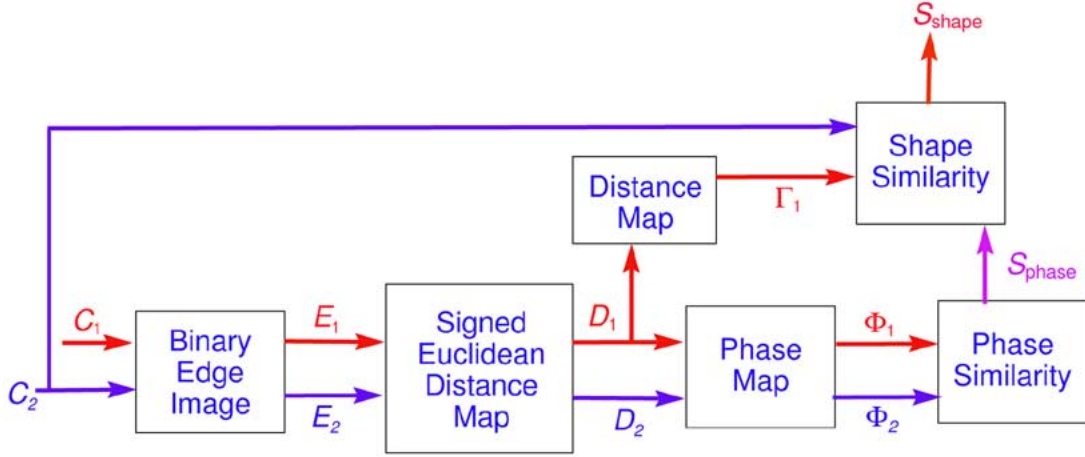 S_shape
Shape
Similarity
Distance
Map
Γ₁
S_phase
C₁
Binary
Edge
Image
E₁
Signed
Euclidean
Distance
Map
D₁
Phase
Map
Φ₁
Phase
Similarity
C₂
E₂
D₂
Φ₂